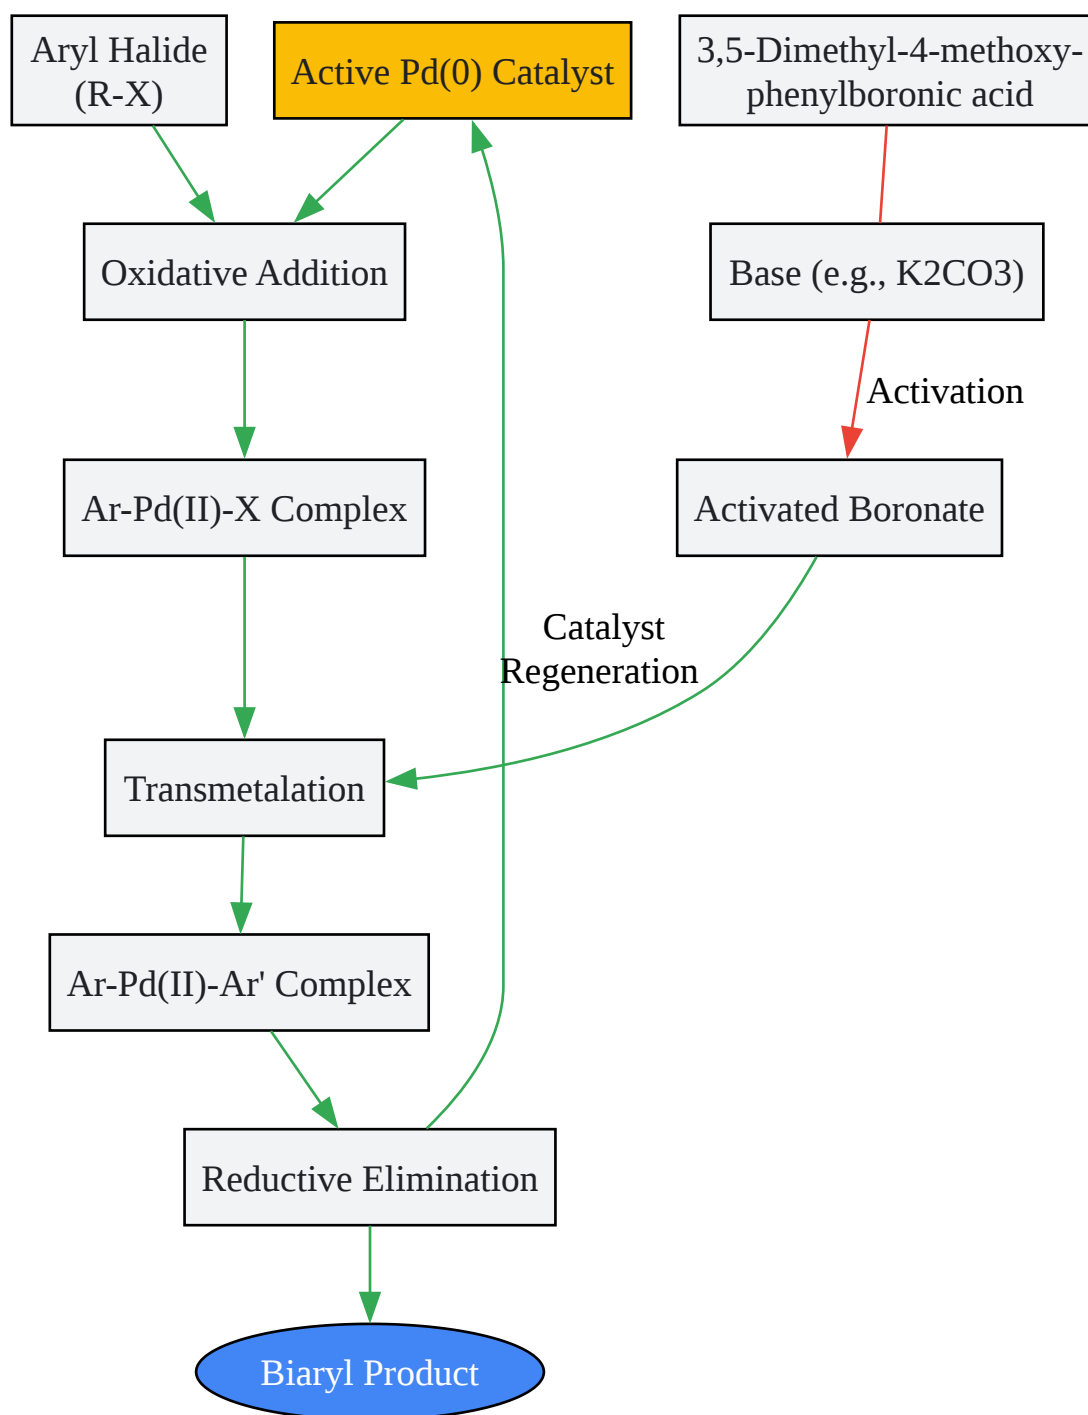 Aryl Halide
(R-X)
Active Pd(0) Catalyst
3,5-Dimethyl-4-methoxy-
phenylboronic acid
Oxidative Addition
Base (e.g., K2CO3)
Activation
Ar-Pd(II)-X Complex
Activated Boronate
Catalyst
Regeneration
Transmetalation
Ar-Pd(II)-Ar' Complex
Reductive Elimination
Biaryl Product